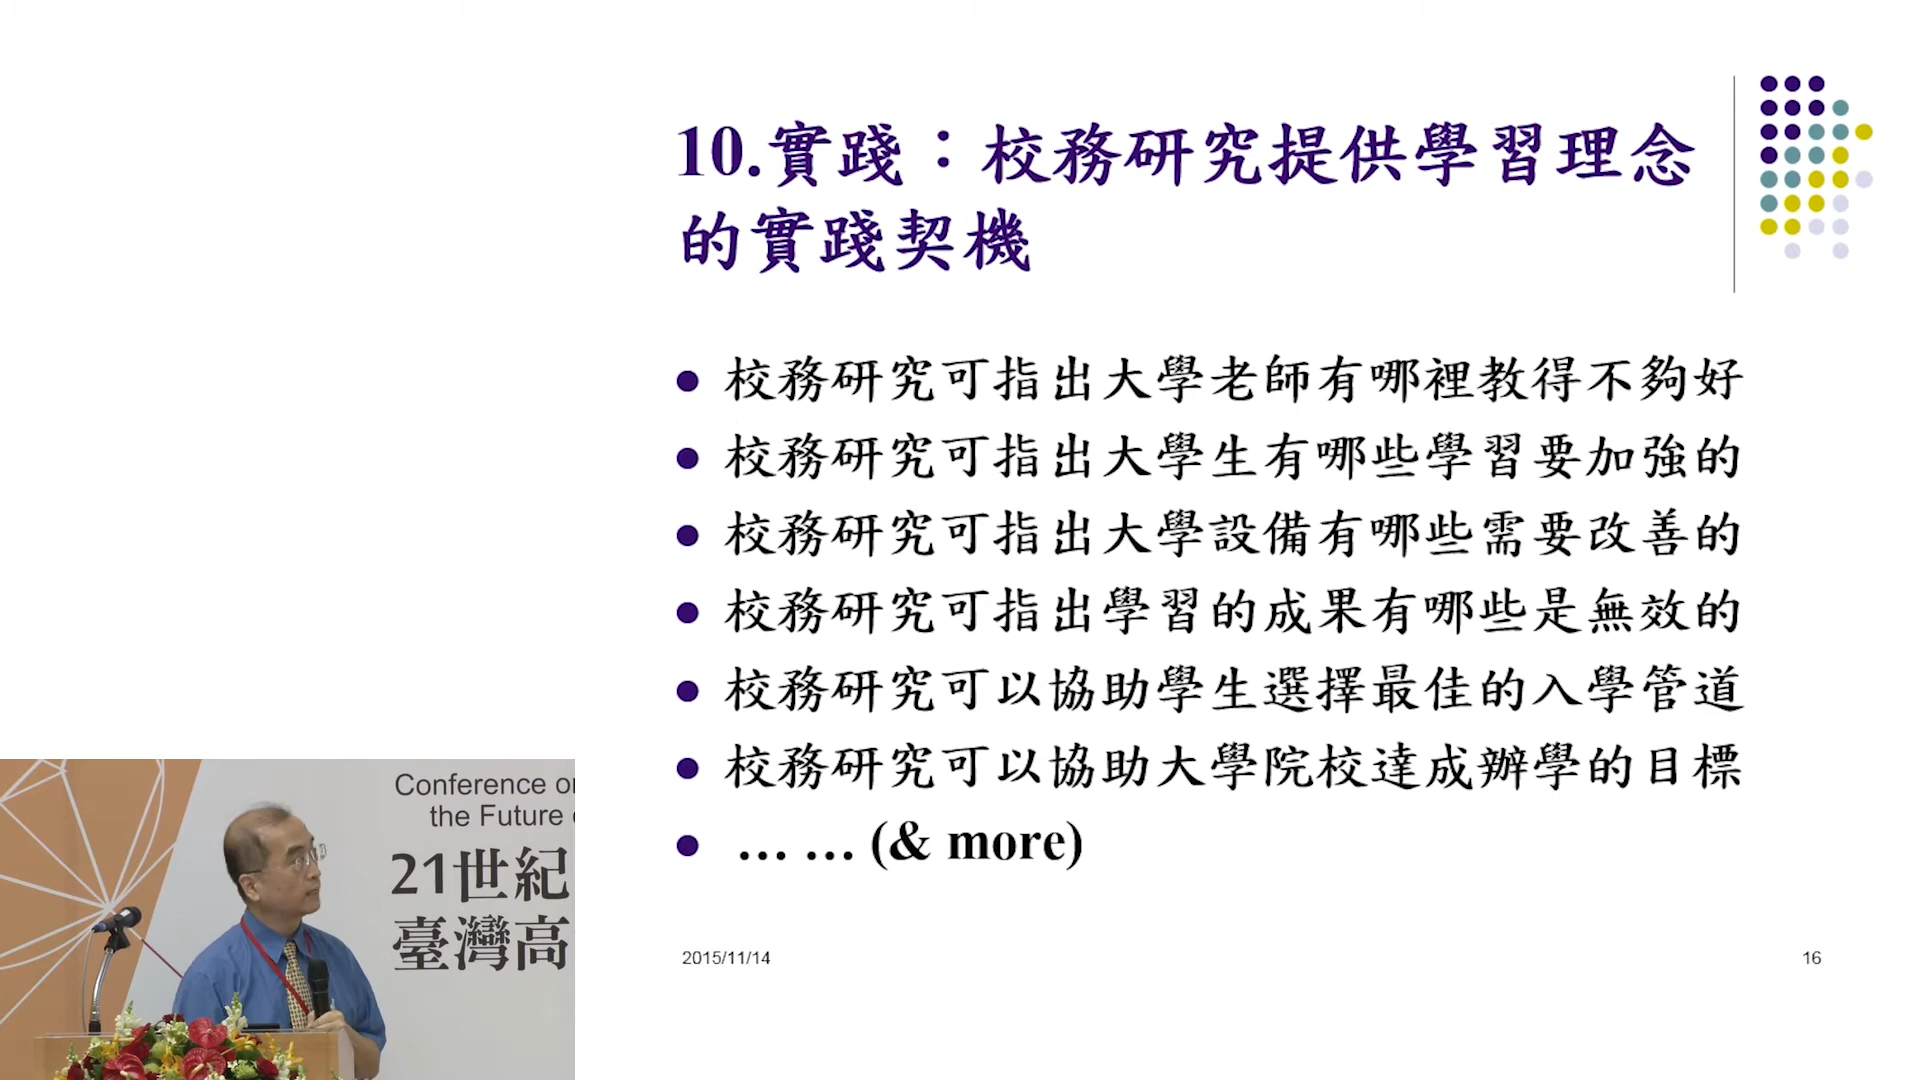 10.實踐：校務研究提供學習理念
的實踐契機
校務研究可指出大學老師有哪裡教得不夠好
校務研究可指出大學生有哪些學習要加強的
校務研究可指出大學設備有哪些需要改善的
校務研究可指出學習的成果有哪些是無效的
校務研究可以協助學生選擇最佳的入學管道
校務研究可以協助大學院校達成辦學的目標
… … (& more)
2015/11/14
16
Conference on
the Future
21世紀
臺灣高